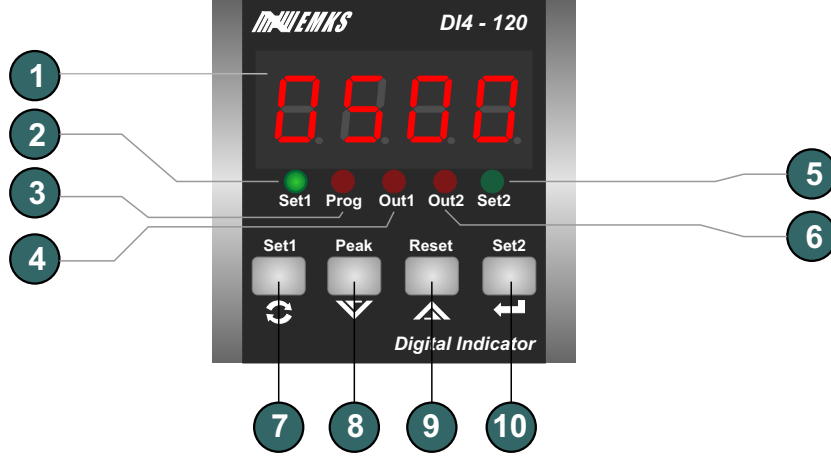 EMKS DI4 - 120
1
0500
2
5
Set1 Prog Out1 Out2 Set2
3
6
4
Set1 Peak Reset Set2
Digital Indicator
7 8 9 10